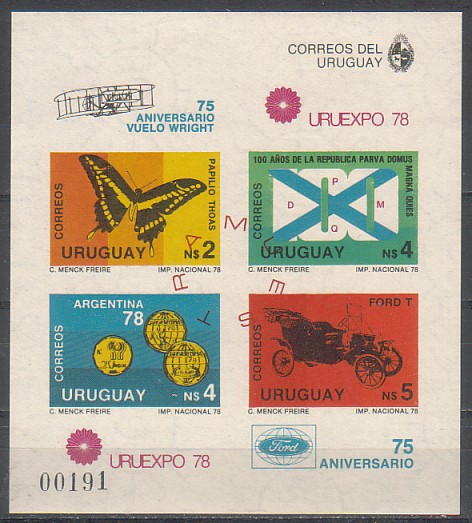 CORREOS DEL
URUGUAY
75
ANIVERSARIO
VUELO WRIGHT
URUEXPO 78
CORREOS
PAPILIO THOAS
URUGUAY
N$2
C. MENCK FREIRE
IMP. NACIONAL 78
100 AÑOS DE LA REPUBLICA PARVA DOMUS
MAGNA QUIES
CORREOS
D P M Q
URUGUAY
N$4
C. MENCK FREIRE
IMP. NACIONAL 78
MUESTRA
ARGENTINA
78
CORREOS
URUGUAY
N$4
C. MENCK FREIRE
IMP. NACIONAL 78
FORD T
CORREOS
URUGUAY
N$5
C. MENCK FREIRE
IMP. NACIONAL 78
URUEXPO 78
Ford
75
ANIVERSARIO
00191